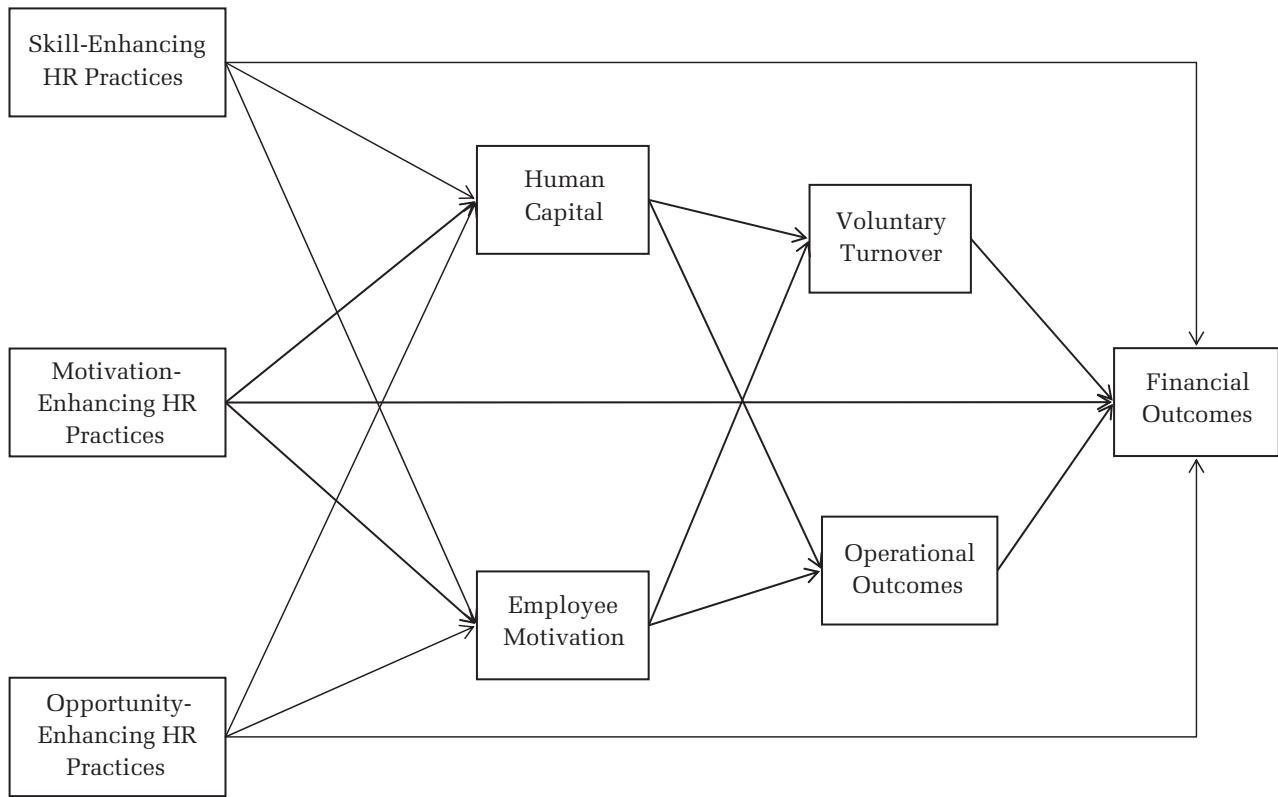 Skill-Enhancing
HR Practices
Human
Capital
Voluntary
Turnover
Motivation-
Enhancing HR
Practices
Financial
Outcomes
Employee
Motivation
Operational
Outcomes
Opportunity-
Enhancing HR
Practices